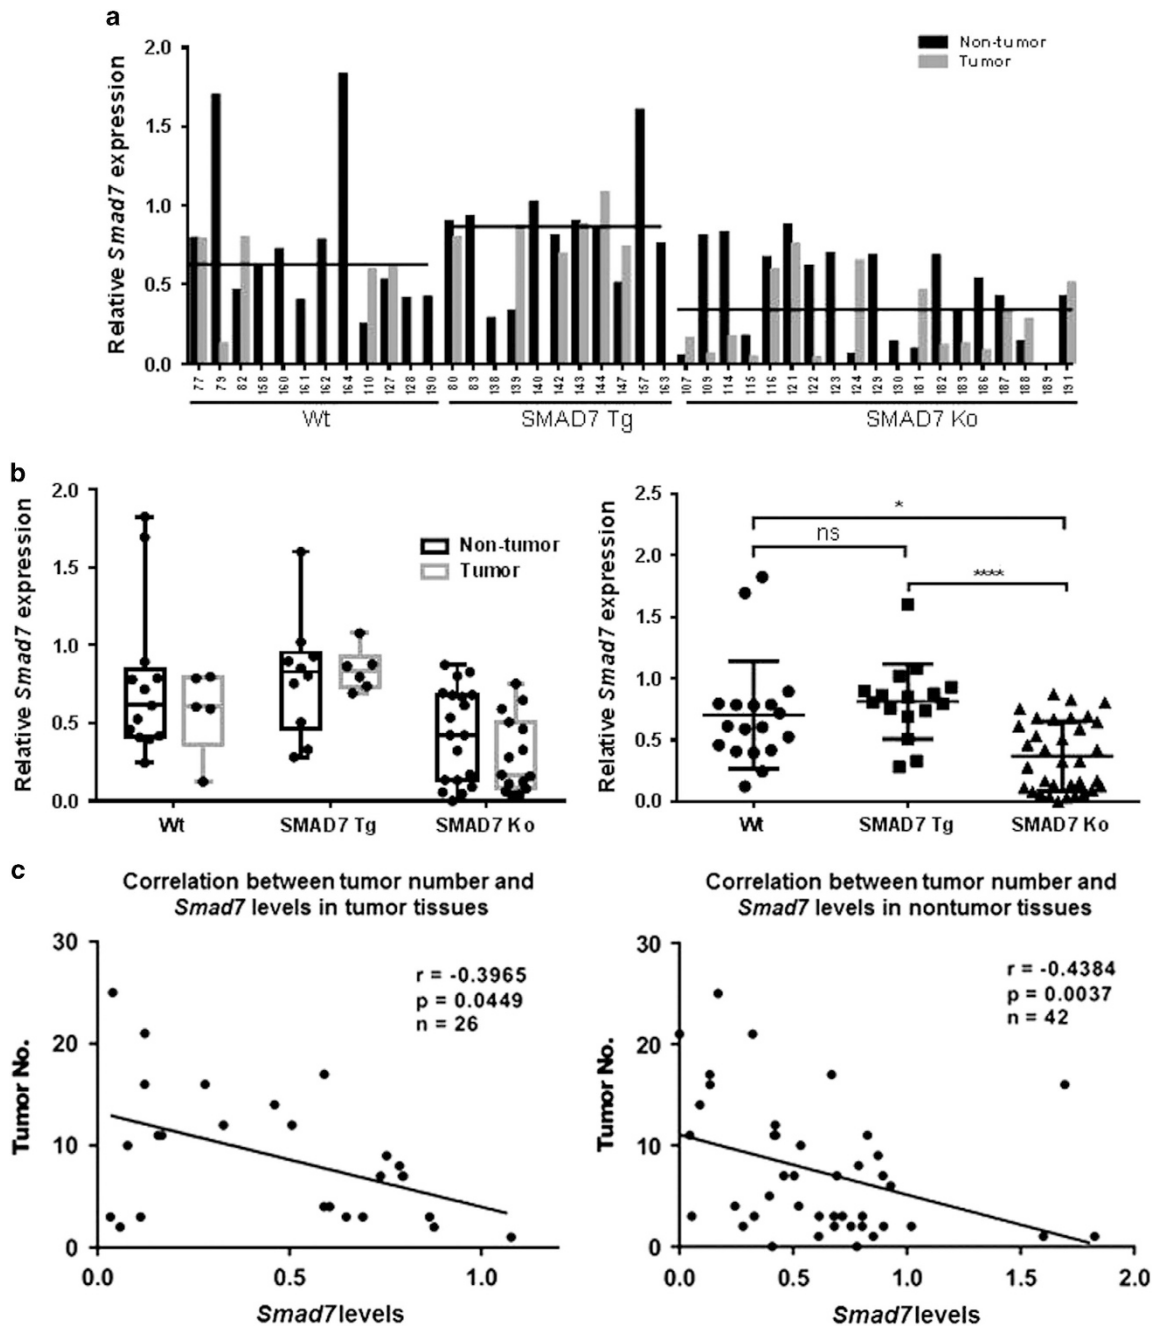 a
Relative Smad7 expression
2.0
1.5
1.0
0.5
0.0
Non-tumor
Tumor
77 79 82 158 160 161 162 164 110 127 128 190 80 83 138 139 140 142 143 144 147 157 163 107 109 114 115 116 121 122 123 124 129 130 181 182 183 186 187 188 189 191
Wt SMAD7 Tg SMAD7 Ko
b
Relative Smad7 expression
2.0
1.5
1.0
0.5
0.0
Non-tumor
Tumor
Wt SMAD7 Tg SMAD7 Ko
Relative Smad7 expression
2.5
2.0
1.5
1.0
0.5
0.0
*
ns
****
Wt SMAD7 Tg SMAD7 Ko
c
Correlation between tumor number and
Smad7 levels in tumor tissues
Tumor No.
30
20
10
0
r = -0.3965
p = 0.0449
n = 26
0.0 0.5 1.0
Smad7 levels
Correlation between tumor number and
Smad7 levels in nontumor tissues
Tumor No.
30
20
10
0
r = -0.4384
p = 0.0037
n = 42
0.0 0.5 1.0 1.5 2.0
Smad7 levels